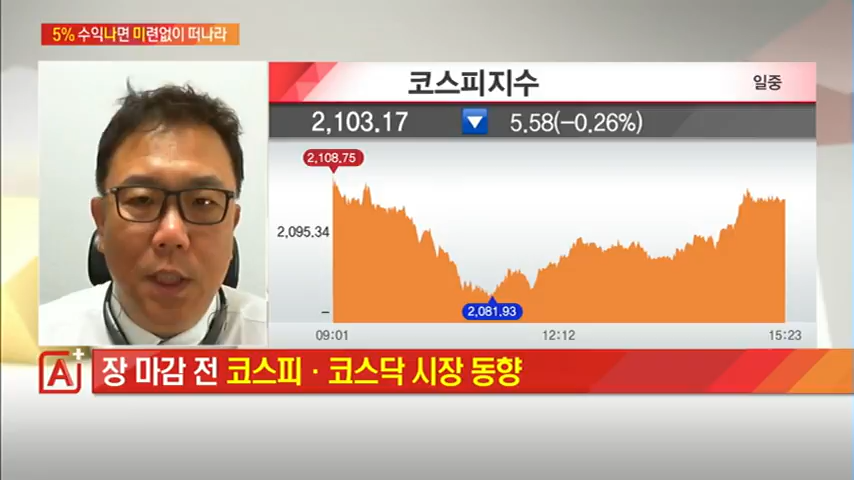 5% 수익나면 미련없이 떠나라
코스피지수
일중
2,103.17 ▼ 5.58(-0.26%)
2,108.75
2,095.34
2,081.93
09:01 12:12 15:23
A+ 장 마감 전 코스피 · 코스닥 시장 동향